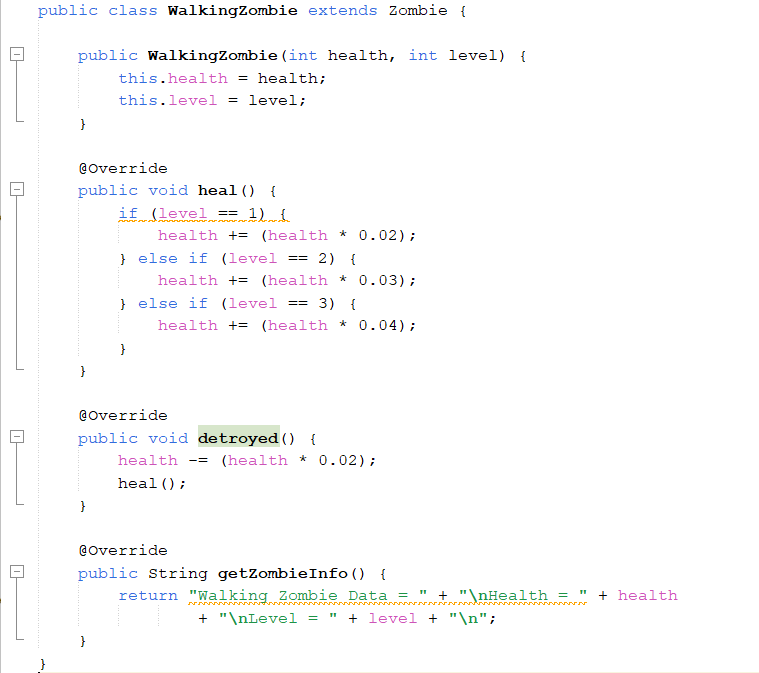 public class WalkingZombie extends Zombie {
public WalkingZombie(int health, int level) {
this.health = health;
this.level = level;
}
@Override
public void heal() {
if (level == 1) {
health += (health * 0.02);
} else if (level == 2) {
health += (health * 0.03);
} else if (level == 3) {
health += (health * 0.04);
}
}
@Override
public void detroyed() {
health -= (health * 0.02);
heal();
}
@Override
public String getZombieInfo() {
return "Walking Zombie Data = " + "\nHealth = " + health
+ "\nLevel = " + level + "\n";
}
}